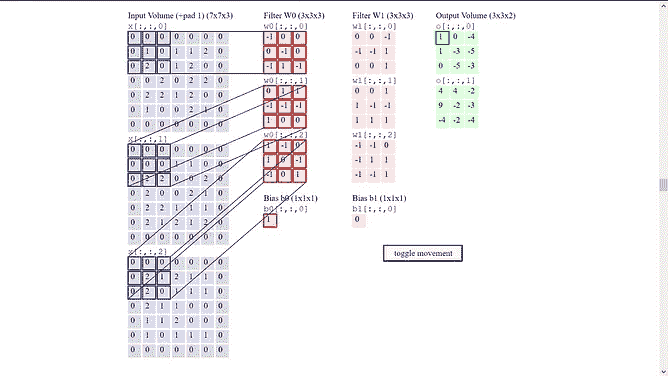 Input Volume (+pad 1) (7x7x3)
x[:,:,0]
0 0 0 0 0 0 0
0 1 0 1 1 2 0
0 2 0 1 0 0 0
0 0 2 0 2 2 0
0 2 2 1 2 0 0
0 1 0 0 2 1 0
0 0 0 0 0 0 0
x[:,:,1]
0 0 0 0 0 0 0
0 0 0 1 1 0 0
0 2 2 0 0 0 0
0 2 0 0 2 1 0
0 2 2 0 1 2 0
0 2 1 2 1 2 0
0 0 0 0 0 0 0
x[:,:,2]
0 0 0 0 0 0 0
0 2 1 2 1 1 0
0 2 0 1 1 1 0
0 2 1 1 0 0 0
0 1 1 2 0 0 0
0 1 0 1 1 1 0
0 0 0 0 0 0 0
Filter W0 (3x3x3)
w0[:,:,0]
-1 0 0
0 -1 0
-1 1 -1
w0[:,:,1]
0 1 1
-1 -1 -1
1 0 0
w0[:,:,2]
1 -1 0
1 0 -1
-1 0 1
Bias b0 (1x1x1)
b0[:,:,0]
1
Filter W1 (3x3x3)
w1[:,:,0]
0 0 -1
-1 -1 1
0 0 1
w1[:,:,1]
0 0 1
1 -1 -1
1 1 1
w1[:,:,2]
-1 -1 0
-1 1 1
-1 1 1
Bias b1 (1x1x1)
b1[:,:,0]
0
Output Volume (3x3x2)
o[:,:,0]
1 0 -4
1 -3 -5
0 -5 -3
o[:,:,1]
4 4 -2
9 -2 -3
-4 -2 -4
toggle movement